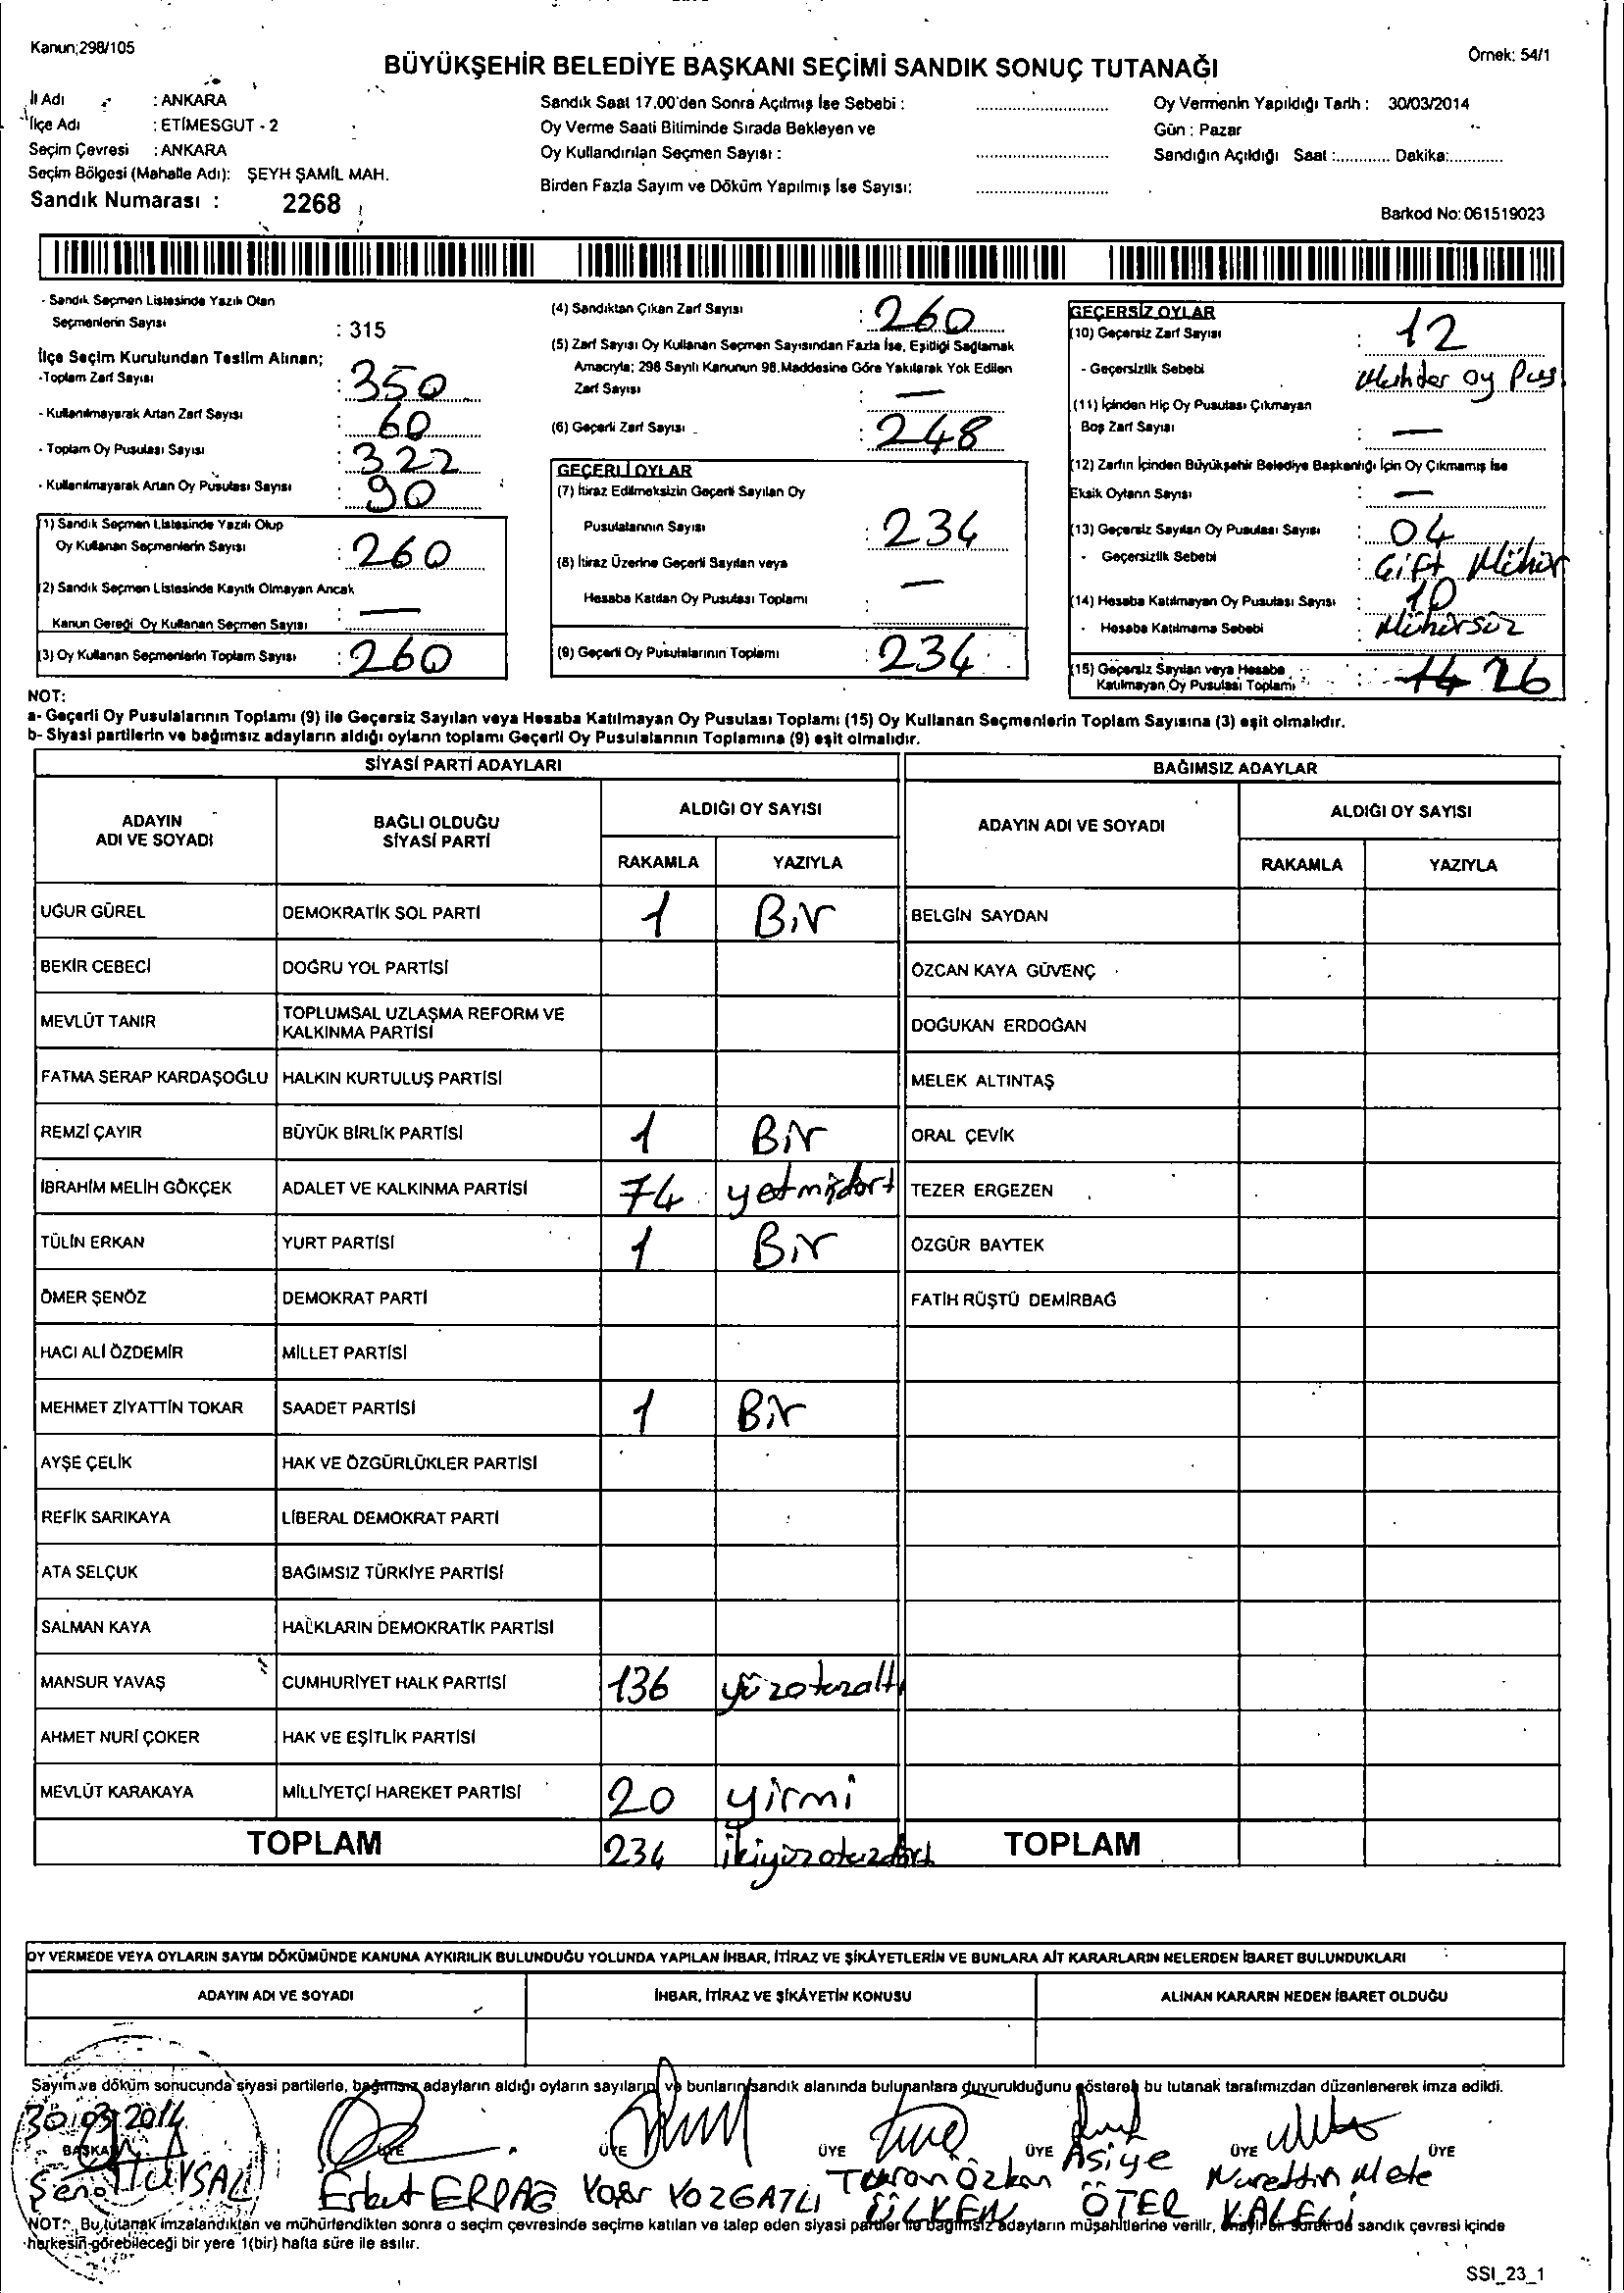 Kanun;298/105
Örnek: 54/1
BÜYÜKŞEHİR BELEDİYE BAŞKANI SEÇİMİ SANDIK SONUÇ TUTANAĞI
İl Adı : ANKARA
İlçe Adı : ETİMESGUT - 2
Seçim Çevresi : ANKARA
Seçim Bölgesi (Mahalle Adı): ŞEYH ŞAMİL MAH.
Sandık Numarası : 2268
Sandık Saat 17.00'den Sonra Açılmış İse Sebebi :
Oy Verme Saati Bitiminde Sırada Bekleyen ve
Oy Kullandırılan Seçmen Sayısı :
Birden Fazla Sayım ve Döküm Yapılmış İse Sayısı:
Oy Vermenin Yapıldığı Tarih : 30/03/2014
Gün : Pazar
Sandığın Açıldığı Saat :............ Dakika:............
Barkod No: 061519023
- Sandık Seçmen Listesinde Yazılı Olan
Seçmenlerin Sayısı : 315
İlçe Seçim Kurulundan Teslim Alınan;
-Toplam Zarf Sayısı : 350
- Kullanılmayarak Artan Zarf Sayısı : 60
- Toplam Oy Pusulası Sayısı : 322
- Kullanılmayarak Artan Oy Pusulası Sayısı : 90
(1) Sandık Seçmen Listesinde Yazılı Olup
Oy Kullanan Seçmenlerin Sayısı : 260
(2) Sandık Seçmen Listesinde Kayıtlı Olmayan Ancak
Kanun Gereği Oy Kullanan Seçmen Sayısı : —
(3) Oy Kullanan Seçmenlerin Toplam Sayısı : 260
(4) Sandıktan Çıkan Zarf Sayısı : 260
(5) Zarf Sayısı Oy Kullanan Seçmen Sayısından Fazla İse, Eşitliği Sağlamak
Amacıyla; 298 Sayılı Kanunun 98.Maddesine Göre Yakılarak Yok Edilen
Zarf Sayısı : —
(6) Geçerli Zarf Sayısı : 248
GEÇERLİ OYLAR
(7) İtiraz Edilmeksizin Geçerli Sayılan Oy
Pusulalarının Sayısı : 234
(8) İtiraz Üzerine Geçerli Sayılan veya
Hesaba Katılan Oy Pusulası Toplamı : —
(9) Geçerli Oy Pusulalarının Toplamı : 234
GEÇERSİZ OYLAR
(10) Geçersiz Zarf Sayısı : 12
- Geçersizlik Sebebi oy Pus
(11) İçinden Hiç Oy Pusulası Çıkmayan
Boş Zarf Sayısı : —
(12) Zarfın İçinden Büyükşehir Belediye Başkanlığı İçin Oy Çıkmamış İse
Eksik Oyların Sayısı : —
(13) Geçersiz Sayılan Oy Pusulası Sayısı : 04
- Geçersizlik Sebebi : Çift Mühür
(14) Hesaba Katılmayan Oy Pusulası Sayısı : 10
- Hesaba Katılmama Sebebi : Mühürsüz
(15) Geçersiz Sayılan veya Hesaba
Katılmayan Oy Pusulası Toplamı : 14 26
NOT:
a- Geçerli Oy Pusulalarının Toplamı (9) ile Geçersiz Sayılan veya Hesaba Katılmayan Oy Pusulası Toplamı (15) Oy Kullanan Seçmenlerin Toplam Sayısına (3) eşit olmalıdır.
b- Siyasi partilerin ve bağımsız adayların aldığı oyların toplamı Geçerli Oy Pusulalarının Toplamına (9) eşit olmalıdır.
SİYASİ PARTİ ADAYLARI
BAĞIMSIZ ADAYLAR
ADAYIN ADI VE SOYADI
BAĞLI OLDUĞU SİYASİ PARTİ
ALDIĞI OY SAYISI
RAKAMLA YAZIYLA
ADAYIN ADI VE SOYADI
ALDIĞI OY SAYISI
RAKAMLA YAZIYLA
UĞUR GÜREL DEMOKRATİK SOL PARTİ 1 Bir BELGİN SAYDAN
BEKİR CEBECİ DOĞRU YOL PARTİSİ ÖZCAN KAYA GÜVENÇ
MEVLÜT TANIR TOPLUMSAL UZLAŞMA REFORM VE KALKINMA PARTİSİ DOĞUKAN ERDOĞAN
FATMA SERAP KARDAŞOĞLU HALKIN KURTULUŞ PARTİSİ MELEK ALTINTAŞ
REMZİ ÇAYIR BÜYÜK BİRLİK PARTİSİ 1 Bir ORAL ÇEVİK
İBRAHİM MELİH GÖKÇEK ADALET VE KALKINMA PARTİSİ 74 yetmişdört TEZER ERGEZEN
TÜLİN ERKAN YURT PARTİSİ 1 Bir ÖZGÜR BAYTEK
ÖMER ŞENÖZ DEMOKRAT PARTİ FATİH RÜŞTÜ DEMİRBAĞ
HACI ALİ ÖZDEMİR MİLLET PARTİSİ
MEHMET ZİYATTİN TOKAR SAADET PARTİSİ 1 Bir
AYŞE ÇELİK HAK VE ÖZGÜRLÜKLER PARTİSİ
REFİK SARIKAYA LİBERAL DEMOKRAT PARTİ
ATA SELÇUK BAĞIMSIZ TÜRKİYE PARTİSİ
SALMAN KAYA HALKLARIN DEMOKRATİK PARTİSİ
MANSUR YAVAŞ CUMHURİYET HALK PARTİSİ 136 yüzotuzaltı
AHMET NURİ ÇOKER HAK VE EŞİTLİK PARTİSİ
MEVLÜT KARAKAYA MİLLİYETÇİ HAREKET PARTİSİ 20 yirmi
TOPLAM 234 ikiyüzotuzdört TOPLAM
OY VERMEDE VEYA OYLARIN SAYIM DÖKÜMÜNDE KANUNA AYKIRILIK BULUNDUĞU YOLUNDA YAPILAN İHBAR, İTİRAZ VE ŞİKÂYETLERİN VE BUNLARA AİT KARARLARIN NELERDEN İBARET BULUNDUKLARI
ADAYIN ADI VE SOYADI İHBAR, İTİRAZ VE ŞİKÂYETİN KONUSU ALINAN KARARIN NEDEN İBARET OLDUĞU
Sayım ve döküm sonucunda siyasi partilerle, bağımsız adayların aldığı oyların sayılarını ve bunların sandık alanında bulunanlara duyurulduğunu gösteren bu tutanak tarafımızdan düzenlenerek imza edildi.
30.03.2014
BAŞKAN ÜYE ÜYE ÜYE ÜYE ÜYE ÜYE
Şenol UYSAL Erbut ERPAĞ Yaşar YOZGATLI Turan Özkan ÜLKEN Asiye ÖTER Nurettin Mete KALELİ
NOT: Bu tutanak imzalandıktan ve mühürlendikten sonra o seçim çevresinde seçime katılan ve talep eden siyasi partiler ile bağımsız adayların müşahitlerine verilir, onaylı bir sureti de sandık çevresi içinde
herkesin görebileceği bir yere 1(bir) hafta süre ile asılır.
SSI_23_1